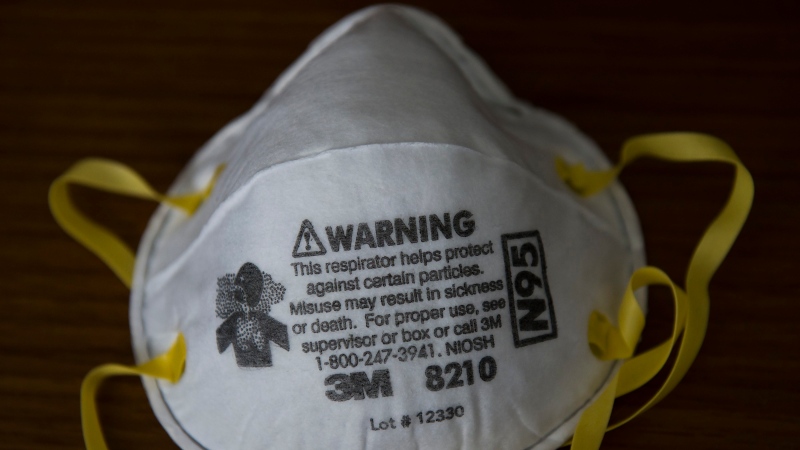 WARNING
This respirator helps protect
against certain particles.
Misuse may result in sickness
or death. For proper use, see
supervisor or box or call 3M
1-800-247-3941. NIOSH
3M 8210
Lot # 12330
N95